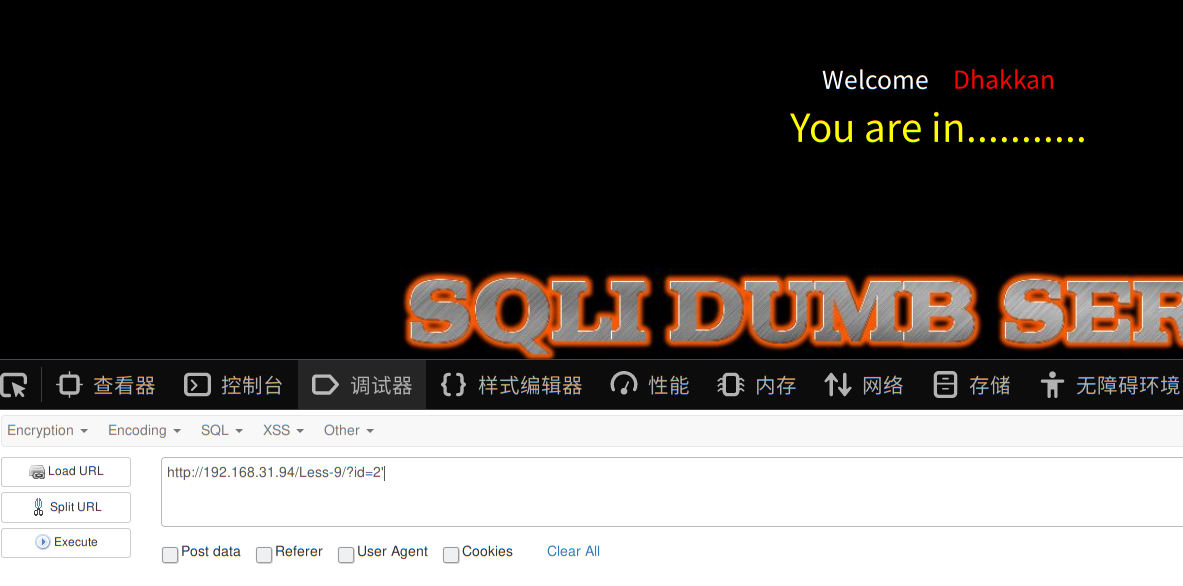 Welcome Dhakkan
You are in...........
SQLI DUMB SER
查看器 控制台 调试器 样式编辑器 性能 内存 网络 存储 无障碍环境
Encryption Encoding SQL XSS Other
Load URL http://192.168.31.94/Less-9/?id=2'
Split URL
Execute
Post data Referer User Agent Cookies Clear All